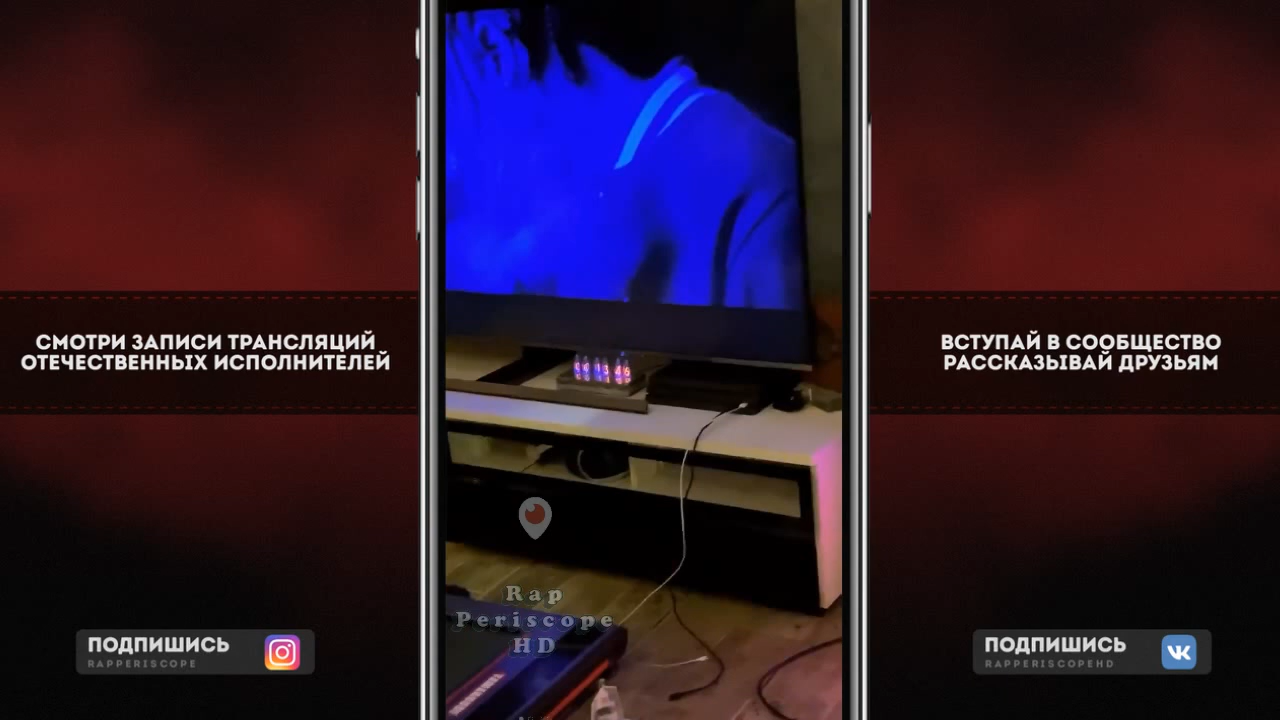 СМОТРИ ЗАПИСИ ТРАНСЛЯЦИЙ
ОТЕЧЕСТВЕННЫХ ИСПОЛНИТЕЛЕЙ
ПОДПИШИСЬ
RAPPERISCOPE
Rap
Periscope
HD
ВСТУПАЙ В СООБЩЕСТВО
РАССКАЗЫВАЙ ДРУЗЬЯМ
ПОДПИШИСЬ
RAPPERISCOPEHD